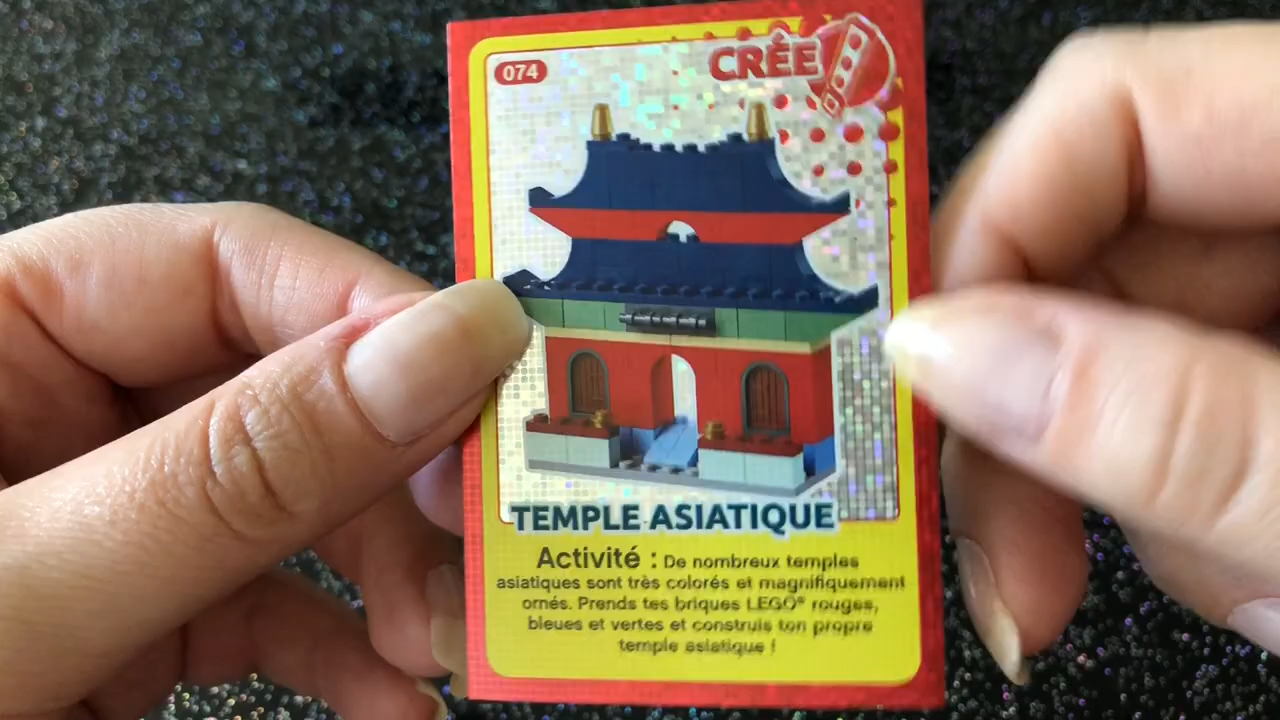 074
CRÉE
TEMPLE ASIATIQUE
Activité : De nombreux temples
asiatiques sont très colorés et magnifiquement
ornés. Prends tes briques LEGO® rouges,
bleues et vertes et construis ton propre
temple asiatique !